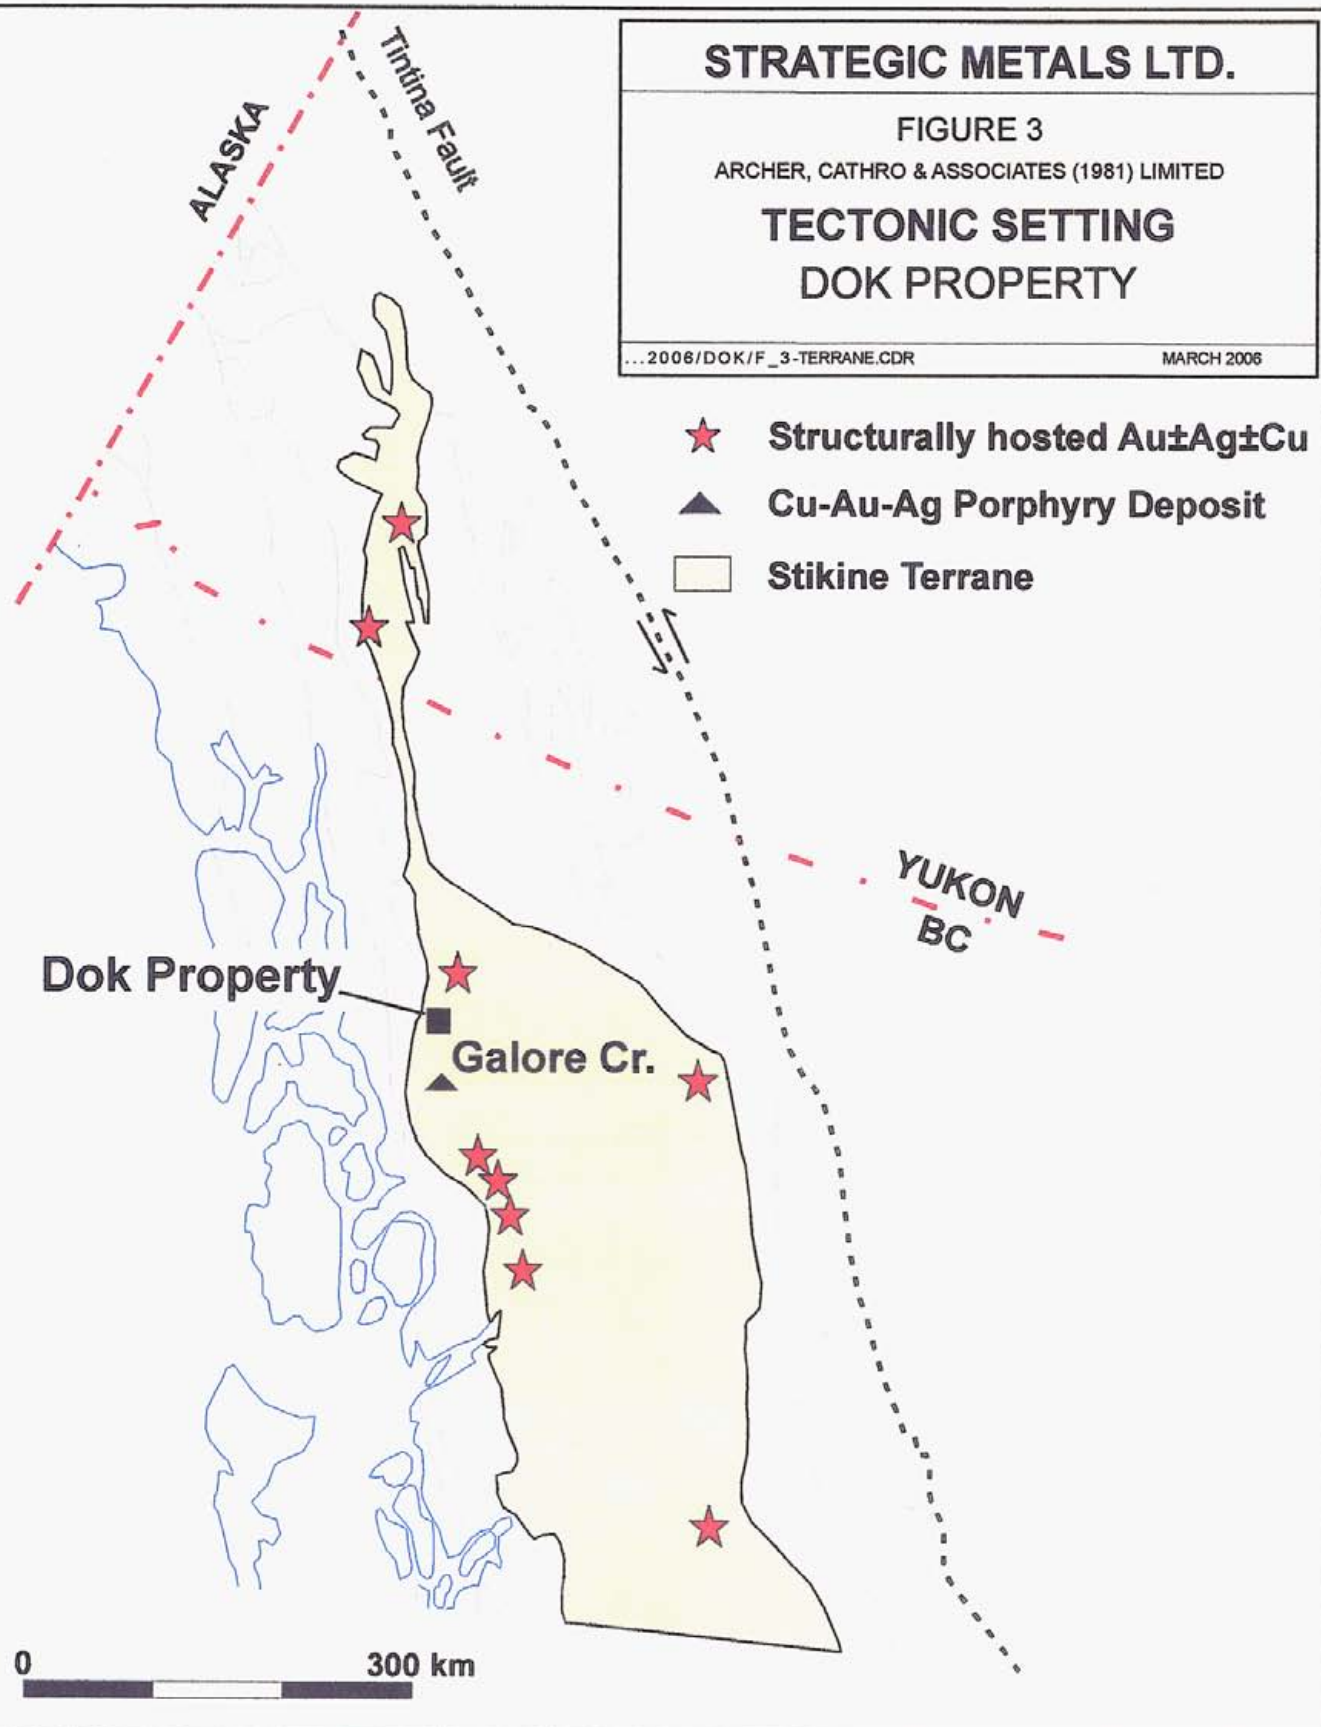 STRATEGIC METALS LTD.
FIGURE 3
ARCHER, CATHRO & ASSOCIATES (1981) LIMITED
TECTONIC SETTING
DOK PROPERTY
...2006/DOK/F_3-TERRANE.CDR MARCH 2006
Tintina Fault
ALASKA
Structurally hosted Au±Ag±Cu
Cu-Au-Ag Porphyry Deposit
Stikine Terrane
YUKON
BC
Dok Property
Galore Cr.
0 300 km